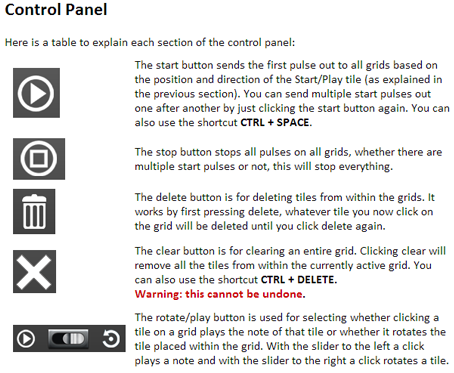 Control Panel
Here is a table to explain each section of the control panel:
The start button sends the first pulse out to all grids based
on the position and direction of the Start/Play tile (as explained
in the previous section). You can send multiple start pulses out
one after another by just clicking the start button again. You can
also use the shortcut CTRL + SPACE.
The stop button stops all pulses on all grids, whether there are
multiple start pulses or not, this will stop everything.
The delete button is for deleting tiles from within the grids. It
works by first pressing delete, whatever tile you now click on
the grid will be deleted until you click delete again.
The clear button is for clearing an entire grid. Clicking clear will
remove all the tiles from within the currently active grid. You
can also use the shortcut CTRL + DELETE.
Warning: this cannot be undone.
The rotate/play button is used for selecting whether clicking a
tile on a grid plays the note of that tile or whether it rotates the
tile placed within the grid. With the slider to the left a click
plays a note and with the slider to the right a click rotates a tile.